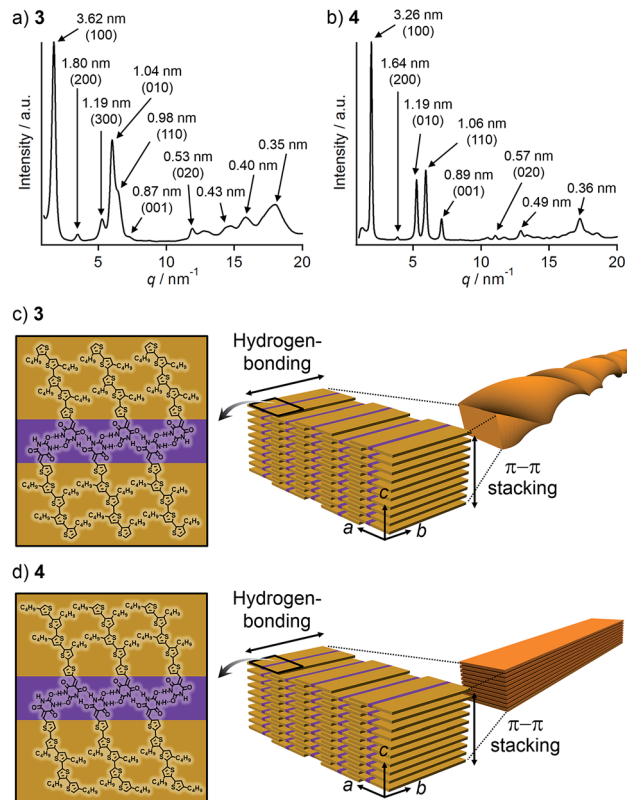 a) 3
3.62 nm
(100)
1.80 nm
(200)
1.19 nm
(300)
1.04 nm
(010)
0.98 nm
(110)
0.87 nm
(001)
0.53 nm
(020)
0.43 nm
0.40 nm
0.35 nm
Intensity / a.u.
5
10
15
20
q / nm⁻¹
b) 4
3.26 nm
(100)
1.64 nm
(200)
1.19 nm
(010)
1.06 nm
(110)
0.89 nm
(001)
0.57 nm
(020)
0.49 nm
0.36 nm
Intensity / a.u.
5
10
15
20
q / nm⁻¹
c) 3
Hydrogen-
bonding
π–π
stacking
c
a
b
d) 4
Hydrogen-
bonding
π–π
stacking
c
a
b